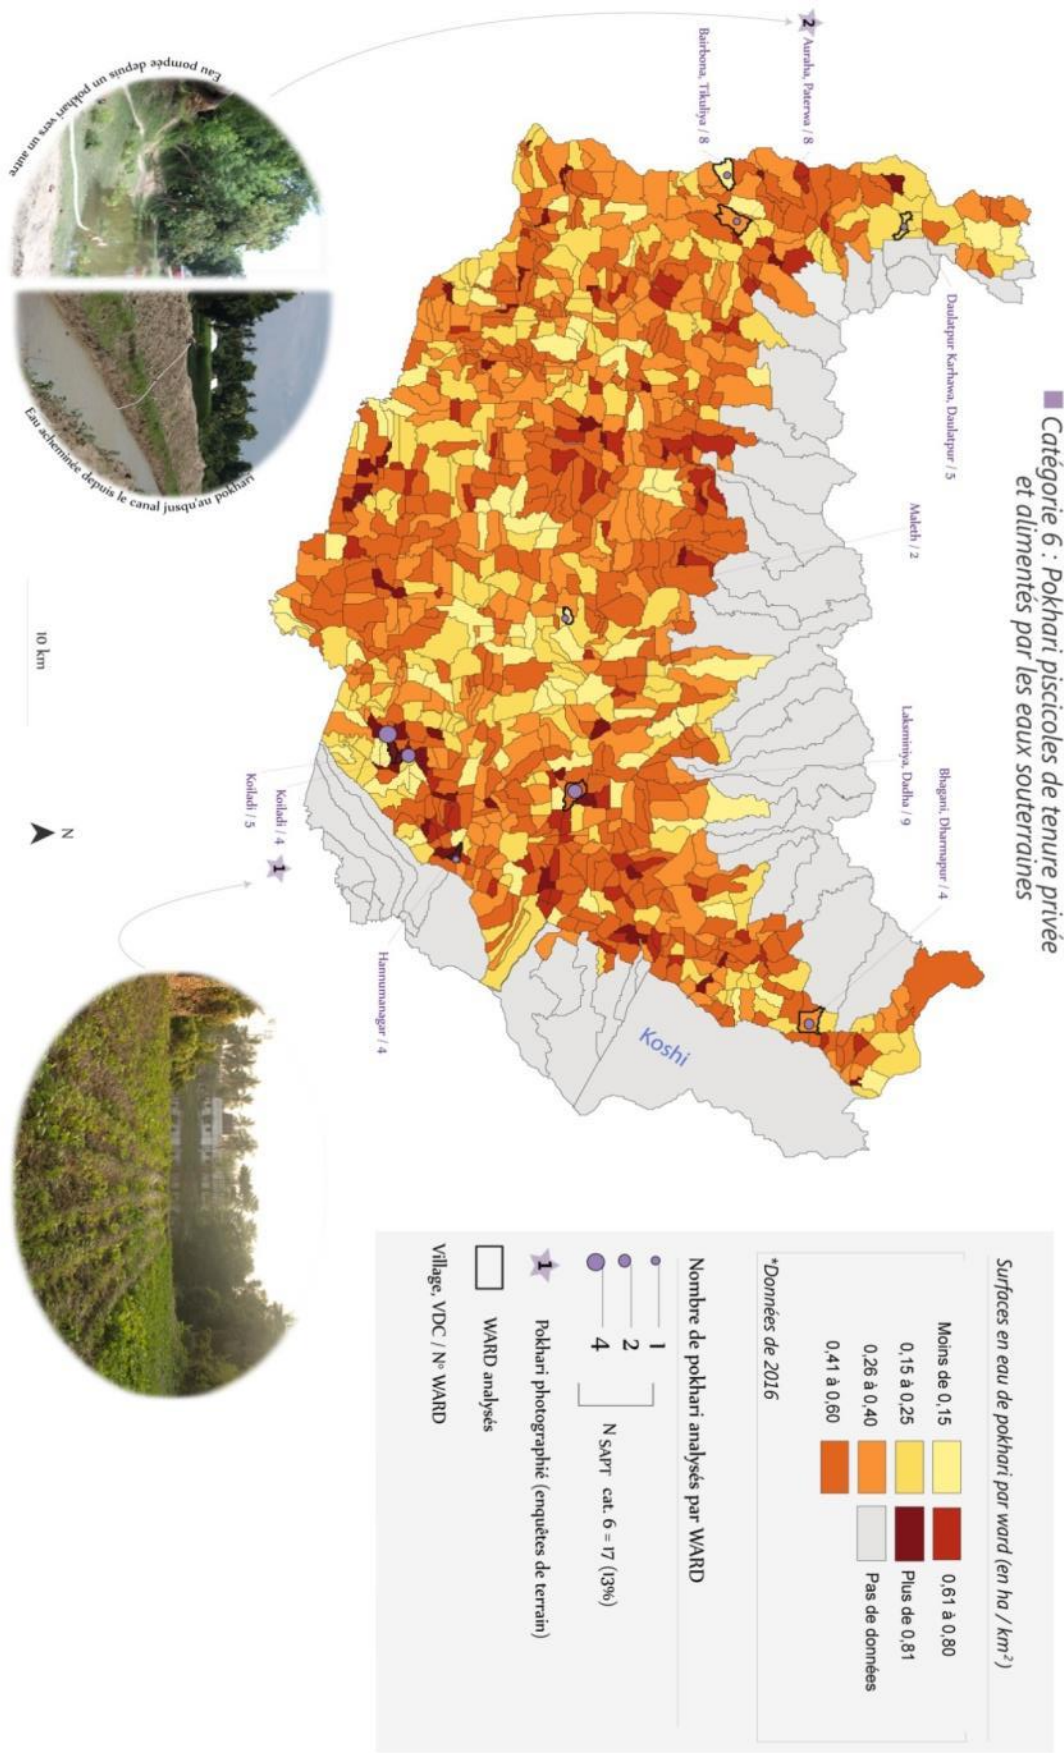 Catégorie 6 : Pokhari piscicoles de tenure privée
et alimentés par les eaux souterraines
2
Auraha, Paterwa / 8
Bairbona, Tikuliya / 8
Daulatpur Karhawa, Daulatpur / 5
Maleth / 2
Laksminiya, Dadha / 9
Bhagani, Dharmapur / 4
Koshi
Koiladi / 5
Koiladi / 4
1
Hannumanagar / 4
Eau pompée depuis un pokhari vers un autre
Eau acheminée depuis le canal jusqu'au pokhari
10 km
N
Surfaces en eau de pokhari par ward (en ha / km²)
Moins de 0,15
0,15 à 0,25
0,26 à 0,40
0,41 à 0,60
0,61 à 0,80
Plus de 0,81
Pas de données
*Données de 2016
Nombre de pokhari analysés par WARD
1
2
4
N SAPT cat. 6 = 17 (13%)
1
Pokhari photographié (enquêtes de terrain)
WARD analysés
Village, VDC / N° WARD